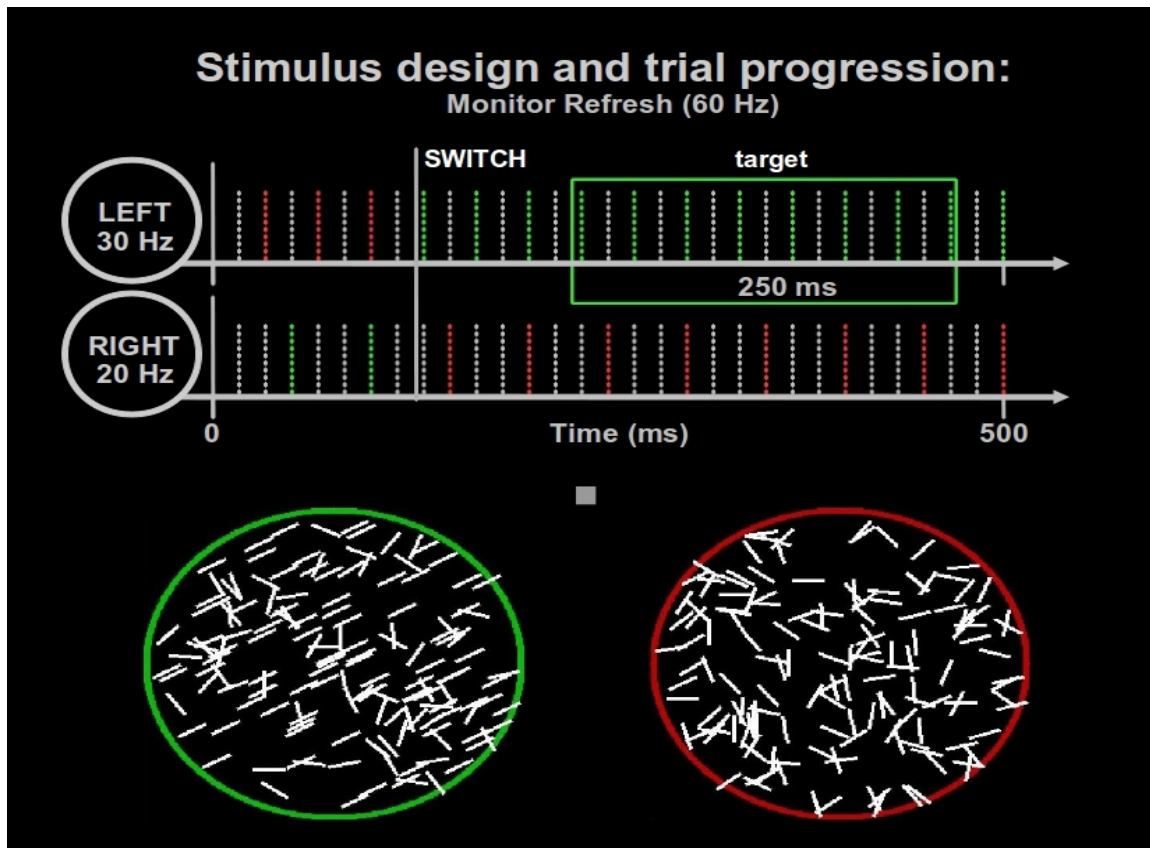 Stimulus design and trial progression:
Monitor Refresh (60 Hz)
SWITCH
target
LEFT
30 Hz
250 ms
RIGHT
20 Hz
0
Time (ms)
500